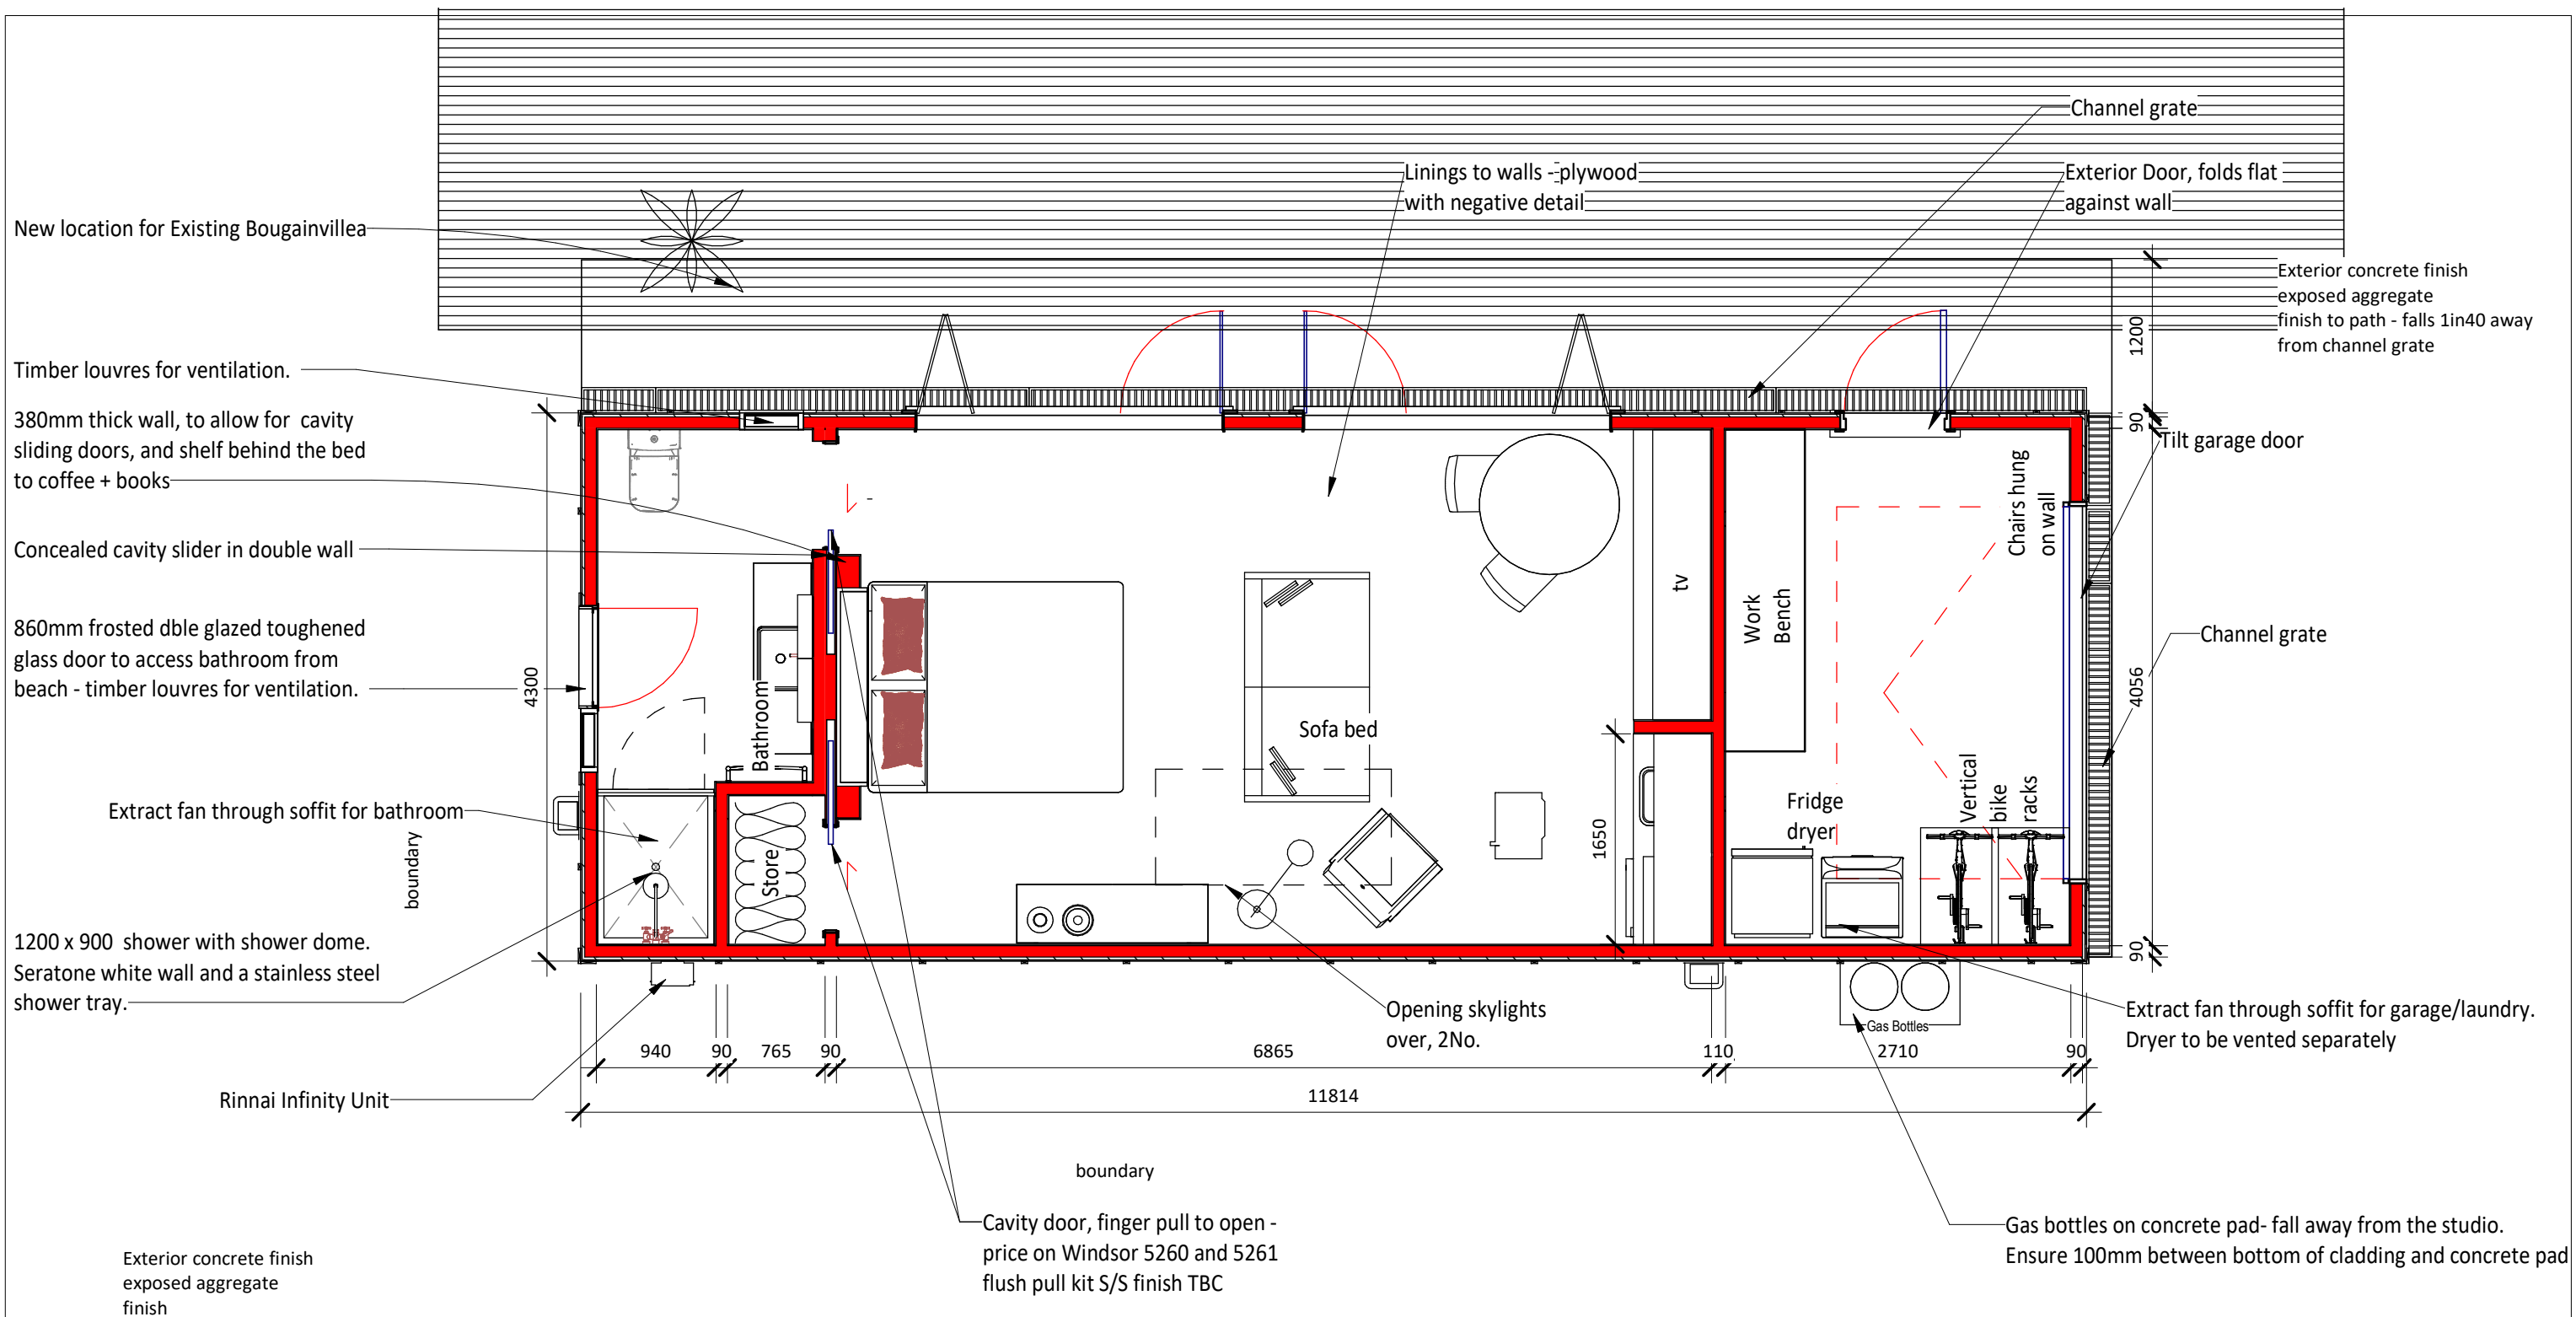 Channel grate
Linings to walls - plywood
with negative detail
Exterior Door, folds flat
against wall
New location for Existing Bougainvillea
Exterior concrete finish
exposed aggregate
finish to path - falls 1in40 away
from channel grate
1200
Timber louvres for ventilation.
380mm thick wall, to allow for cavity
sliding doors, and shelf behind the bed
to coffee + books
90
Tilt garage door
Chairs hung
on wall
Concealed cavity slider in double wall
tv
Work
Bench
860mm frosted dble glazed toughened
glass door to access bathroom from
beach - timber louvres for ventilation.
4300
Bathroom
Sofa bed
Channel grate
4056
Extract fan through soffit for bathroom
boundary
Store
1650
Fridge
dryer
Vertical
bike
racks
1200 x 900 shower with shower dome.
Seratone white wall and a stainless steel
shower tray.
90
Opening skylights
over, 2No.
Gas Bottles
Extract fan through soffit for garage/laundry.
Dryer to be vented separately
940
90
765
90
6865
110
2710
90
Rinnai Infinity Unit
11814
boundary
Cavity door, finger pull to open -
price on Windsor 5260 and 5261
flush pull kit S/S finish TBC
Gas bottles on concrete pad- fall away from the studio.
Ensure 100mm between bottom of cladding and concrete pad
Exterior concrete finish
exposed aggregate
finish